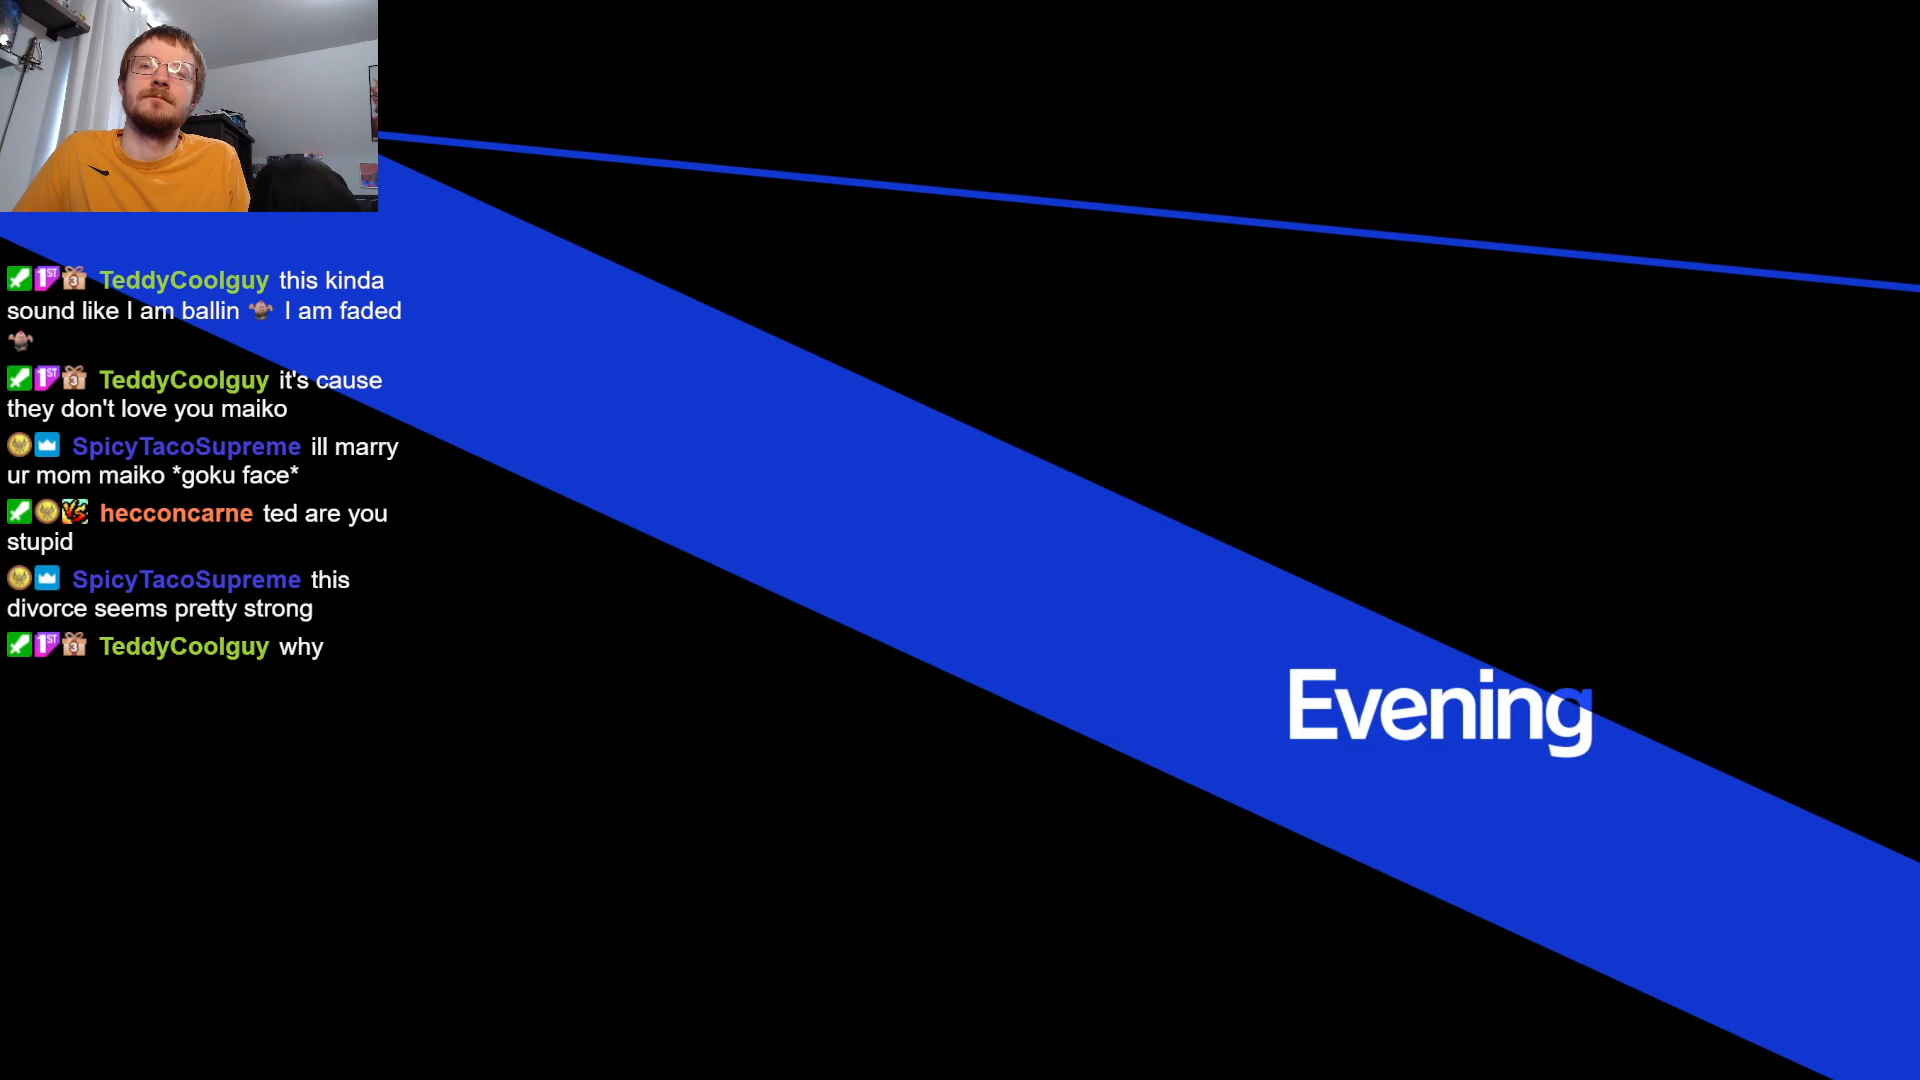 TeddyCoolguy this kinda
sound like I am ballin I am faded
TeddyCoolguy it's cause
they don't love you maiko
SpicyTacoSupreme ill marry
ur mom maiko *goku face*
hecconcarne ted are you
stupid
SpicyTacoSupreme this
divorce seems pretty strong
TeddyCoolguy why
Evening